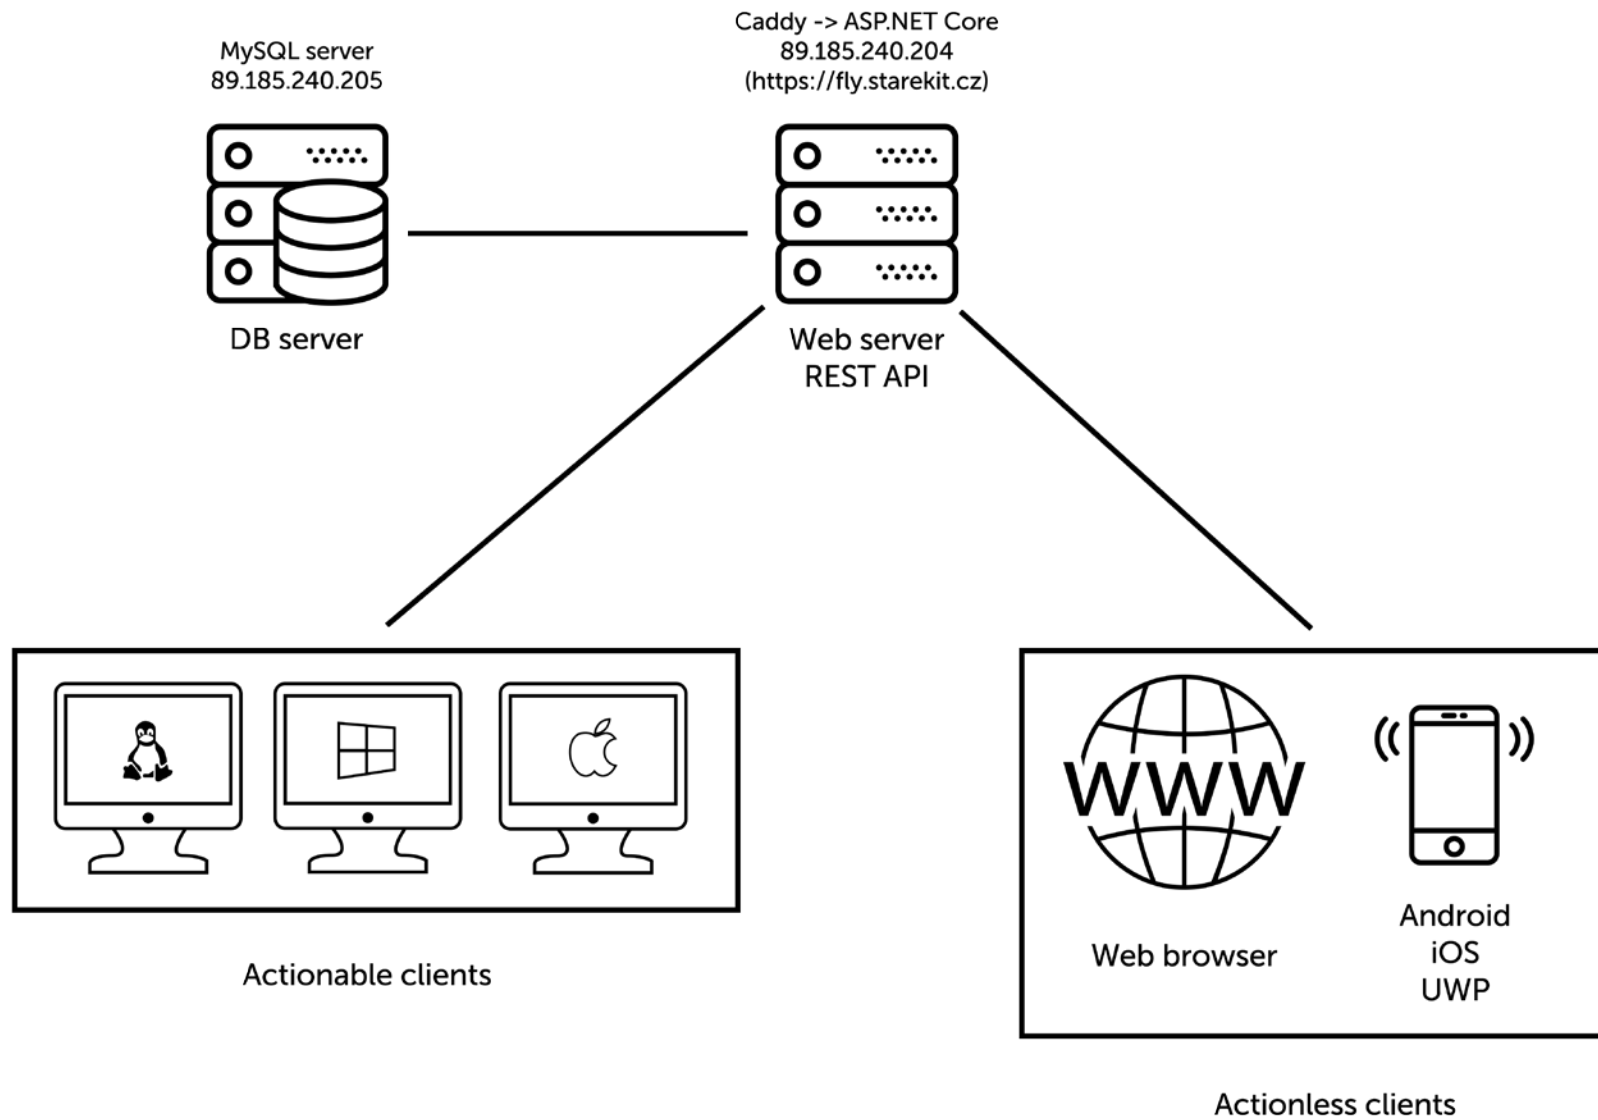 MySQL server
89.185.240.205
Caddy -> ASP.NET Core
89.185.240.204
(https://fly.starekit.cz)
DB server
Web server
REST API
WWW
Web browser
Android
iOS
UWP
Actionable clients
Actionless clients